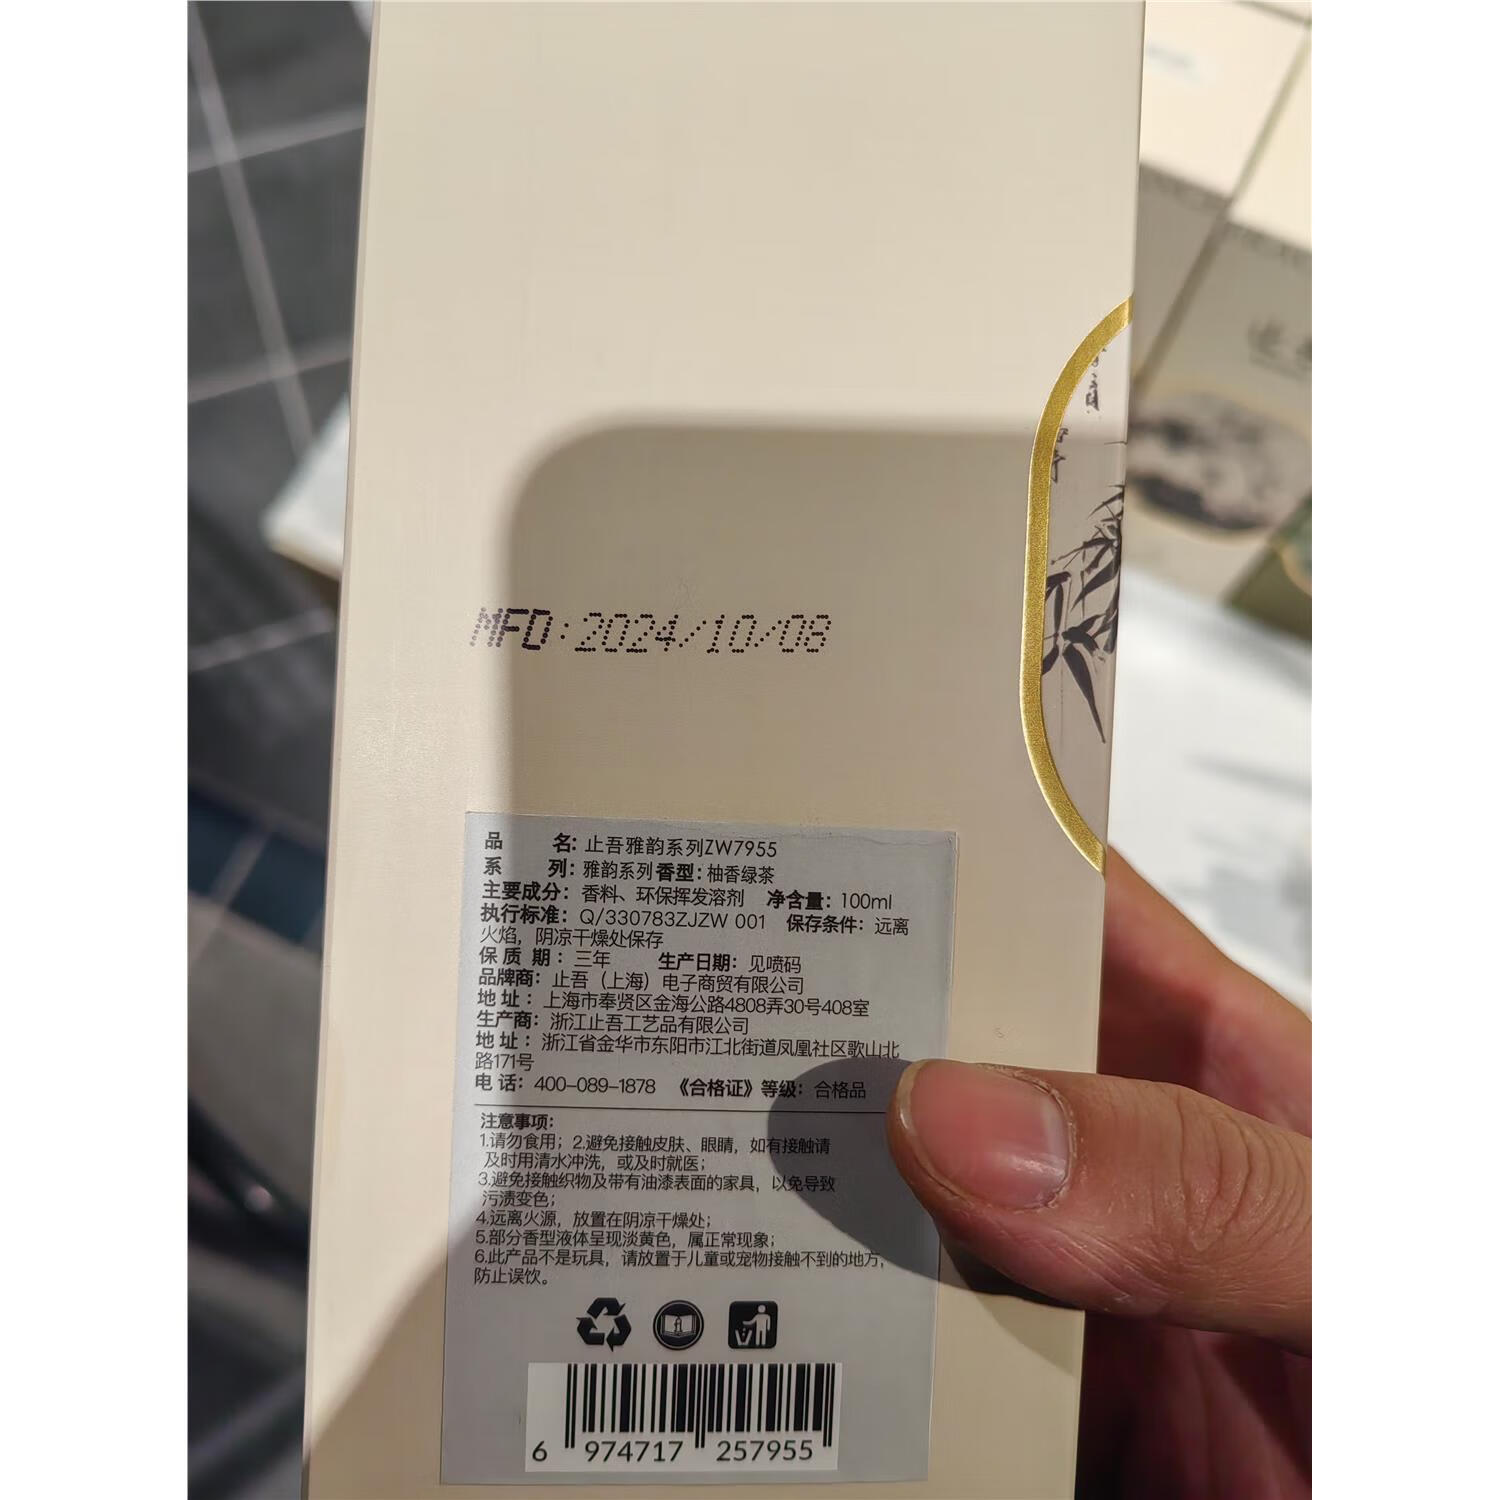 MFD:2024/10/08
品 名：止吾雅韵系列ZW7955
系 列：雅韵系列 香型：柚香绿茶
主要成分：香料、环保挥发溶剂 净含量：100ml
执行标准：Q/330783ZJZW 001 保存条件：远离
火焰，阴凉干燥处保存
保 质 期：三年 生产日期：见喷码
品牌商：止吾（上海）电子商贸有限公司
地 址：上海市奉贤区金海公路4808弄30号408室
生产商：浙江止吾工艺品有限公司
地 址：浙江省金华市东阳市江北街道凤凰社区歌山北
路171号
电 话：400-089-1878 《合格证》等级：合格品
注意事项：
1.请勿食用；2.避免接触皮肤、眼睛，如有接触请
及时用清水冲洗，或及时就医；
3.避免接触织物及带有油漆表面的家具，以免导致
污渍变色；
4.远离火源，放置在阴凉干燥处；
5.部分香型液体呈现淡黄色，属正常现象；
6.此产品不是玩具，请放置于儿童或宠物接触不到的地方，
防止误饮。
6 974717 257955